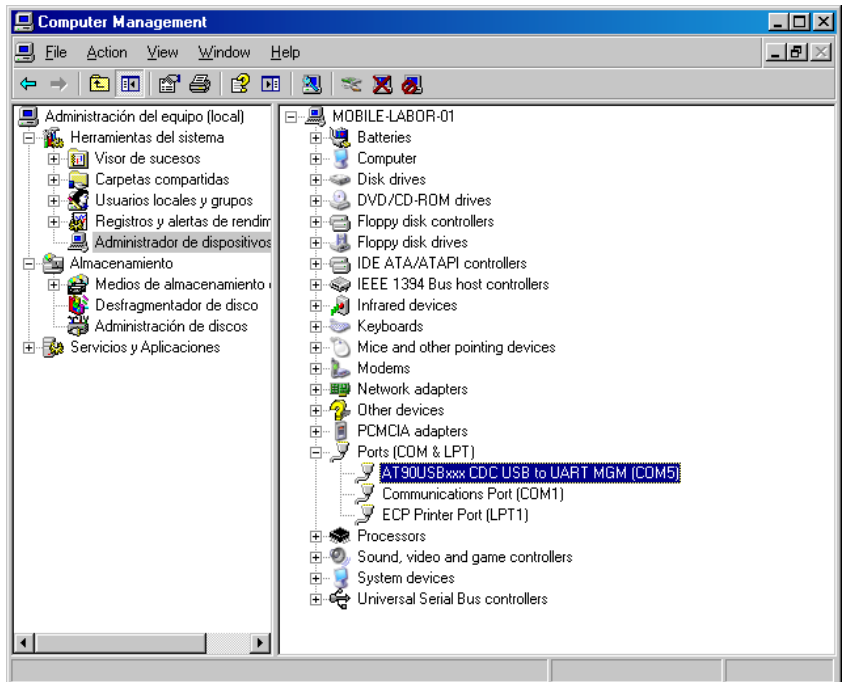 Computer Management
File Action View Window Help
Administración del equipo (local)
Herramientas del sistema
Visor de sucesos
Carpetas compartidas
Usuarios locales y grupos
Registros y alertas de rendim
Administrador de dispositivos
Almacenamiento
Medios de almacenamiento
Desfragmentador de disco
Administración de discos
Servicios y Aplicaciones
MOBILE-LABOR-01
Batteries
Computer
Disk drives
DVD/CD-ROM drives
Floppy disk controllers
Floppy disk drives
IDE ATA/ATAPI controllers
IEEE 1394 Bus host controllers
Infrared devices
Keyboards
Mice and other pointing devices
Modems
Network adapters
Other devices
PCMCIA adapters
Ports (COM & LPT)
AT90USBxxx CDC USB to UART MGM (COM5)
Communications Port (COM1)
ECP Printer Port (LPT1)
Processors
Sound, video and game controllers
System devices
Universal Serial Bus controllers